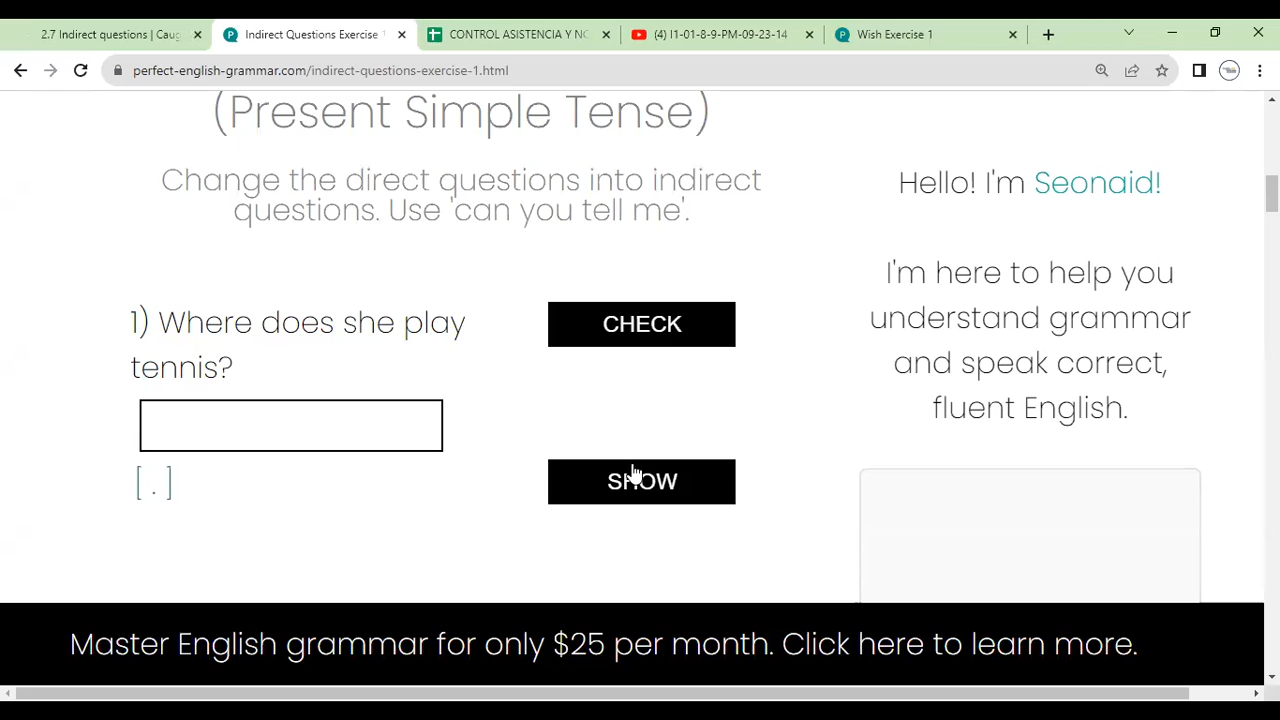 2.7 Indirect questions | Caug
Indirect Questions Exercise 1
CONTROL ASISTENCIA Y NO
(4) I1-01-8-9-PM-09-23-14
Wish Exercise 1
perfect-english-grammar.com/indirect-questions-exercise-1.html
(Present Simple Tense)
Change the direct questions into indirect
questions. Use 'can you tell me'.
1) Where does she play
tennis?
CHECK
[ . ]
SHOW
Hello! I'm Seonaid!
I'm here to help you
understand grammar
and speak correct,
fluent English.
Master English grammar for only $25 per month. Click here to learn more.